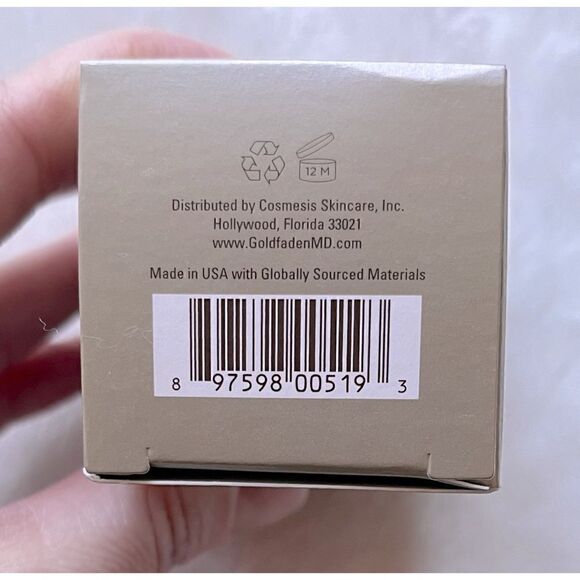 12 M
Distributed by Cosmesis Skincare, Inc.
Hollywood, Florida 33021
www.GoldfadenMD.com
Made in USA with Globally Sourced Materials
8 97598 00519 3